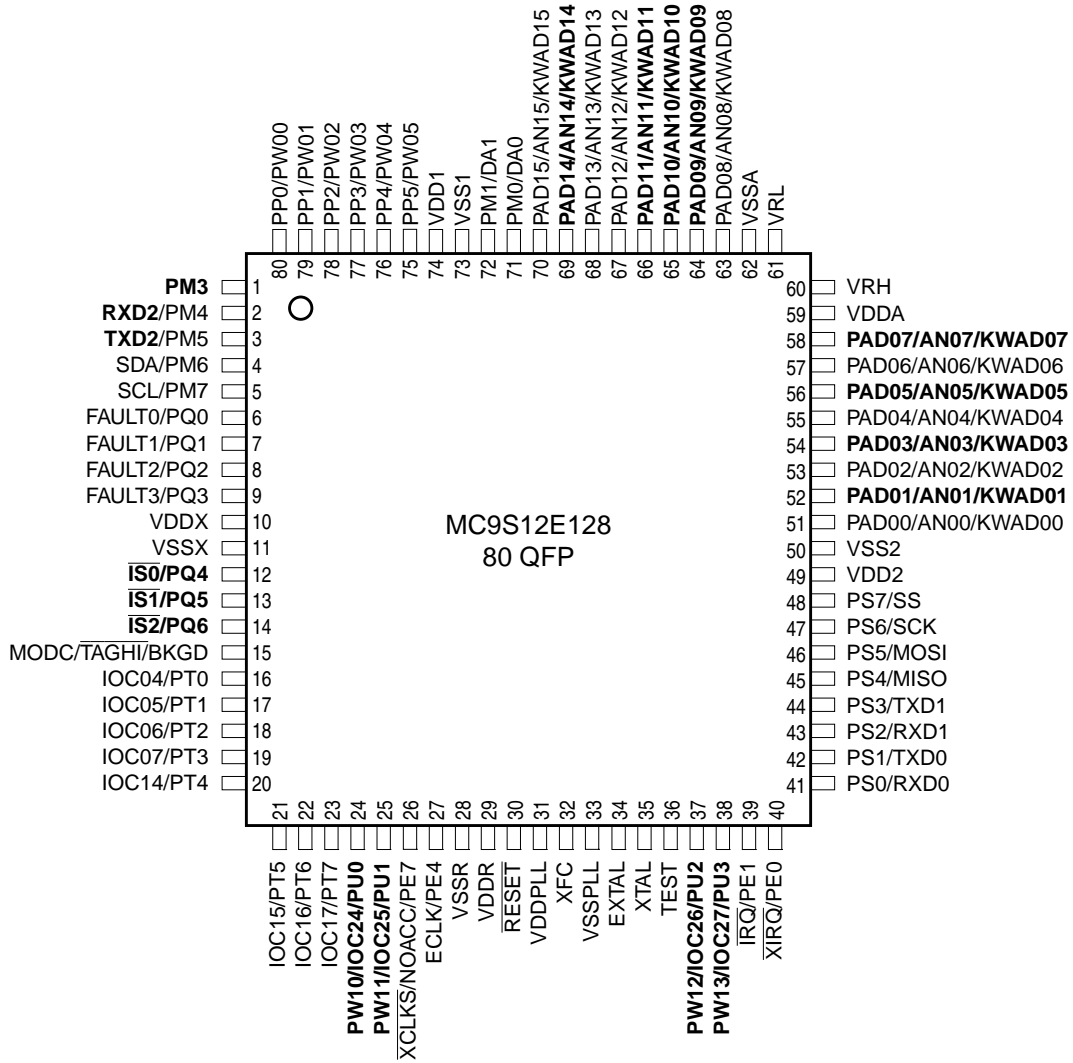 PP0/PW00
PP1/PW01
PP2/PW02
PP3/PW03
PP4/PW04
PP5/PW05
VDD1
VSS1
PM1/DA1
PM0/DA0
PAD15/AN15/KWAD15
PAD14/AN14/KWAD14
PAD13/AN13/KWAD13
PAD12/AN12/KWAD12
PAD11/AN11/KWAD11
PAD10/AN10/KWAD10
PAD09/AN09/KWAD09
PAD08/AN08/KWAD08
VSSA
VRL
80
79
78
77
76
75
74
73
72
71
70
69
68
67
66
65
64
63
62
61
PM3 1
RXD2/PM4 2
TXD2/PM5 3
SDA/PM6 4
SCL/PM7 5
FAULT0/PQ0 6
FAULT1/PQ1 7
FAULT2/PQ2 8
FAULT3/PQ3 9
VDDX 10
VSSX 11
IS0/PQ4 12
IS1/PQ5 13
IS2/PQ6 14
MODC/TAGHI/BKGD 15
IOC04/PT0 16
IOC05/PT1 17
IOC06/PT2 18
IOC07/PT3 19
IOC14/PT4 20
MC9S12E128
80 QFP
60 VRH
59 VDDA
58 PAD07/AN07/KWAD07
57 PAD06/AN06/KWAD06
56 PAD05/AN05/KWAD05
55 PAD04/AN04/KWAD04
54 PAD03/AN03/KWAD03
53 PAD02/AN02/KWAD02
52 PAD01/AN01/KWAD01
51 PAD00/AN00/KWAD00
50 VSS2
49 VDD2
48 PS7/SS
47 PS6/SCK
46 PS5/MOSI
45 PS4/MISO
44 PS3/TXD1
43 PS2/RXD1
42 PS1/TXD0
41 PS0/RXD0
21
22
23
24
25
26
27
28
29
30
31
32
33
34
35
36
37
38
39
40
IOC15/PT5
IOC16/PT6
IOC17/PT7
PW10/IOC24/PU0
PW11/IOC25/PU1
XCLKS/NOACC/PE7
ECLK/PE4
VSSR
VDDR
RESET
VDDPLL
XFC
VSSPLL
EXTAL
XTAL
TEST
PW12/IOC26/PU2
PW13/IOC27/PU3
IRQ/PE1
XIRQ/PE0